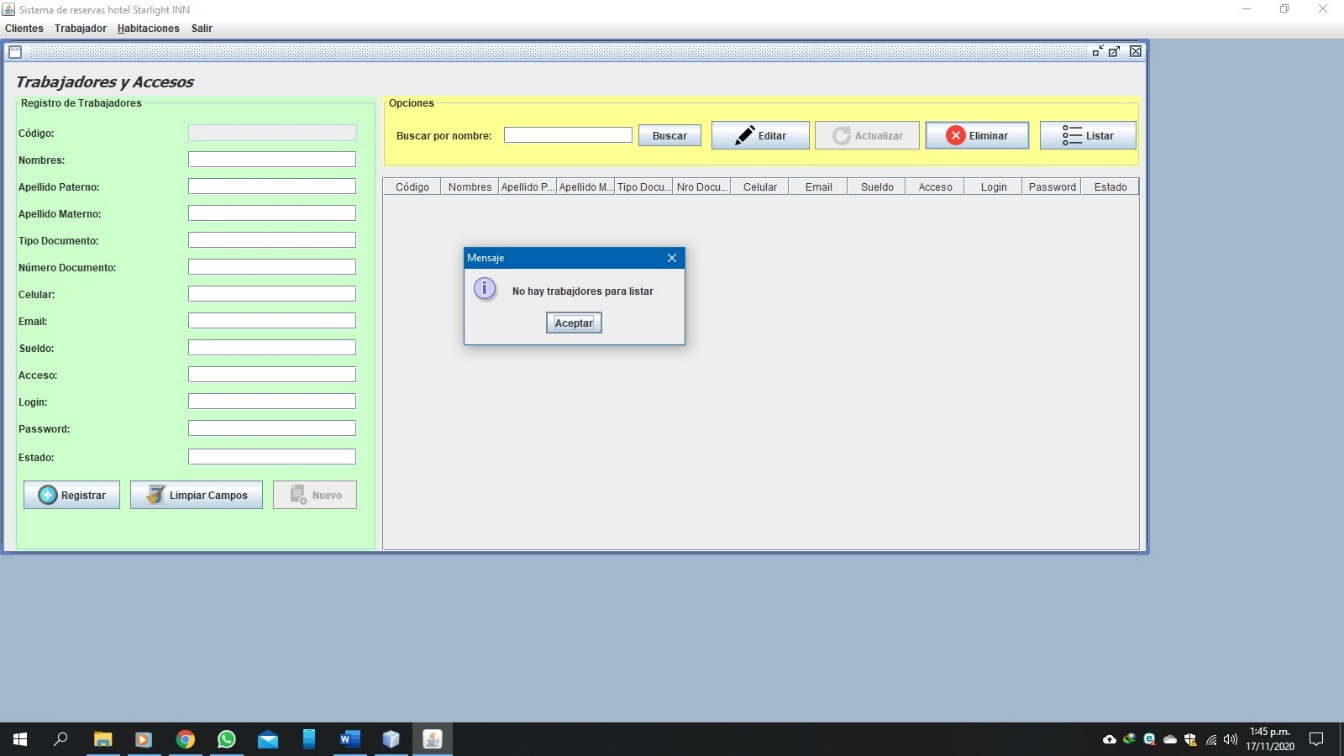 Sistema de reservas hotel Starlight INN
Clientes Trabajador Habitaciones Salir
Trabajadores y Accesos
Registro de Trabajadores
Código:
Nombres:
Apellido Paterno:
Apellido Materno:
Tipo Documento:
Número Documento:
Celular:
Email:
Sueldo:
Acceso:
Login:
Password:
Estado:
Registrar Limpiar Campos Nuevo
Opciones
Buscar por nombre: Buscar Editar Actualizar Eliminar Listar
Código Nombres Apellido P... Apellido M... Tipo Docu... Nro Docu... Celular Email Sueldo Acceso Login Password Estado
Mensaje
No hay trabajdores para listar
Aceptar
1:45 p.m.
17/11/2020